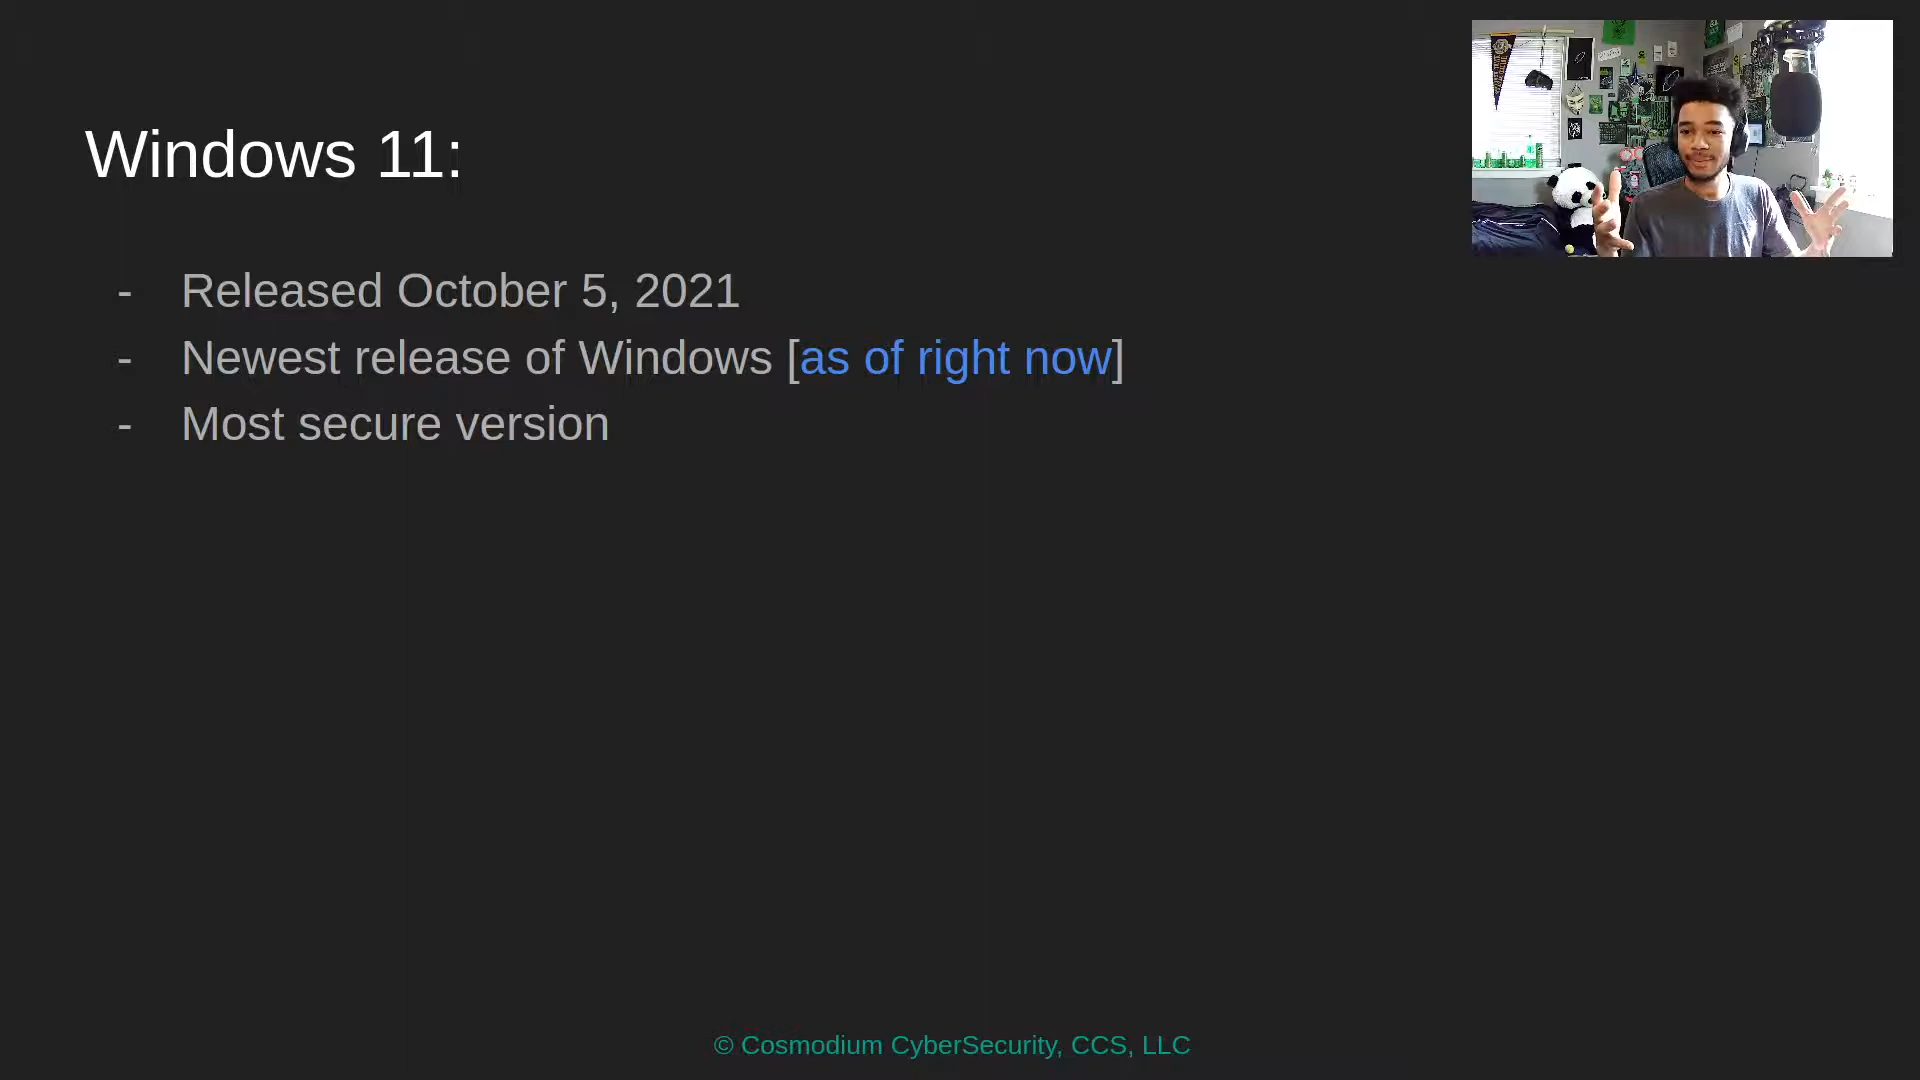 Windows 11:
- Released October 5, 2021
- Newest release of Windows [as of right now]
- Most secure version
© Cosmodium CyberSecurity, CCS, LLC